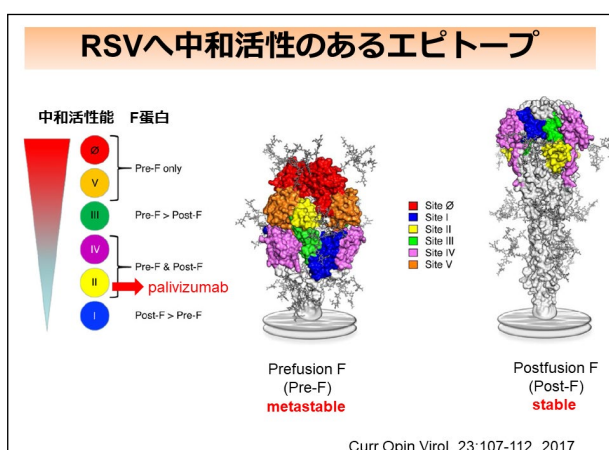 RSVへ中和活性のあるエピトープ
中和活性能 F蛋白
Ø
V
Pre-F only
III
Pre-F > Post-F
IV
II
Pre-F & Post-F
palivizumab
I
Post-F > Pre-F
Site Ø
Site I
Site II
Site III
Site IV
Site V
Prefusion F
(Pre-F)
metastable
Postfusion F
(Post-F)
stable
Curr Opin Virol. 23:107-112, 2017